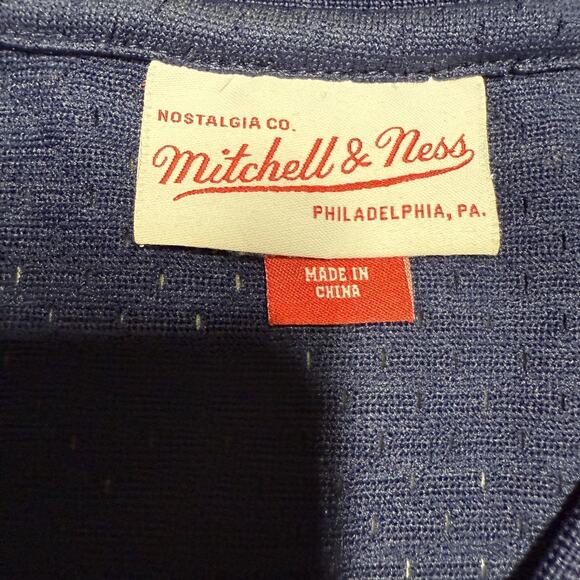 NOSTALGIA CO.
Mitchell & Ness
PHILADELPHIA, PA.
MADE IN
CHINA